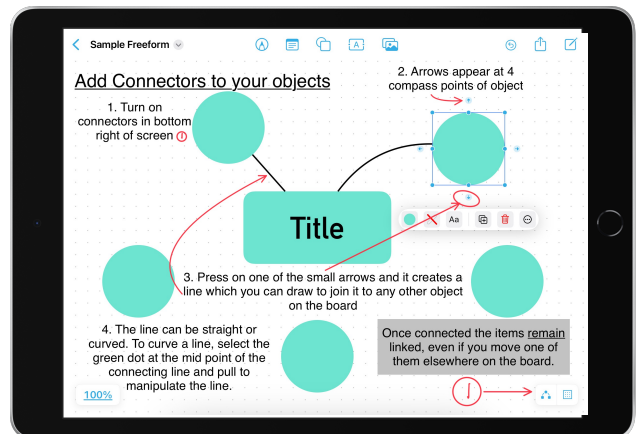 Sample Freeform
A
Add Connectors to your objects
1. Turn on
connectors in bottom
right of screen 1
2. Arrows appear at 4
compass points of object
Title
Aa
3. Press on one of the small arrows and it creates a
line which you can draw to join it to any other object
on the board
4. The line can be straight or
curved. To curve a line, select the
green dot at the mid point of the
connecting line and pull to
manipulate the line.
Once connected the items remain
linked, even if you move one of
them elsewhere on the board.
100%
1